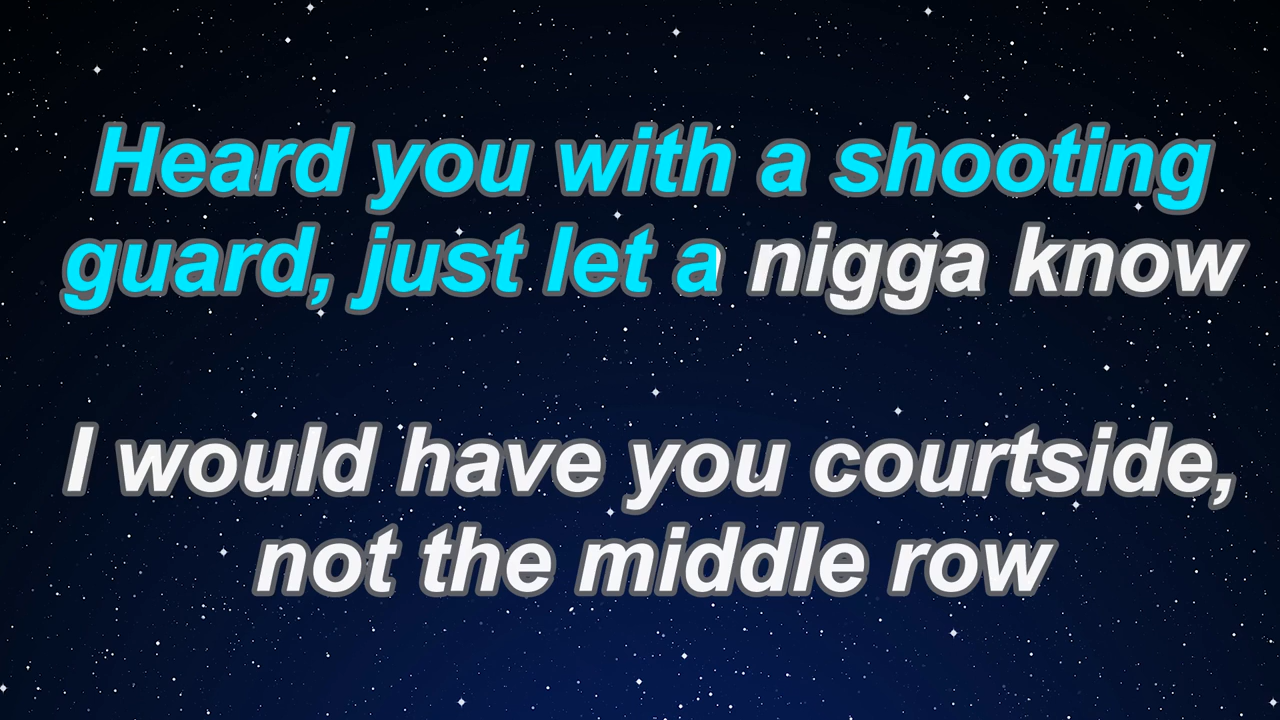 Heard you with a shooting
guard, just let a nigga know
I would have you courtside,
not the middle row